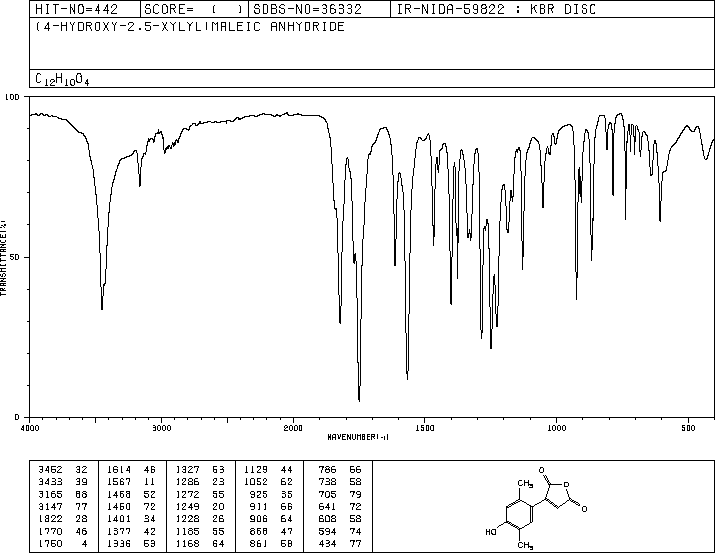 HIT-NO=442 SCORE= ( ) SDBS-NO=36332 IR-NIDA-59822 : KBR DISC
(4-HYDROXY-2.5-XYLYL)MALEIC ANHYDRIDE
C12H10O4
100
TRANSMITTANCE(%)
50
0
4000 3000 2000 1500 1000 500
WAVENUMBER(-1)
3452 32 1614 46 1327 53 1129 44 786 66
3433 39 1567 11 1286 23 1052 62 738 58
3165 68 1468 52 1272 55 925 35 705 79
3147 77 1450 72 1249 20 911 66 641 72
1822 28 1401 34 1228 26 906 64 608 58
1770 46 1377 42 1185 55 868 47 594 74
1750 4 1336 53 1168 64 861 58 434 77
O
CH3
O
O
HO
CH3